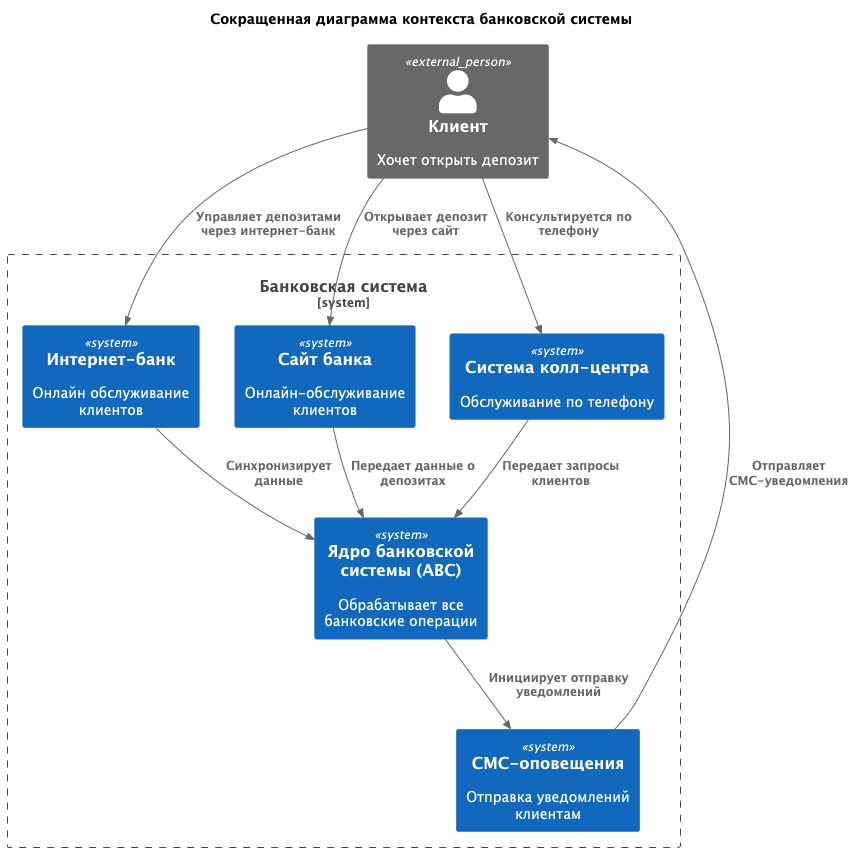 Сокращенная диаграмма контекста банковской системы
«external_person»
Клиент
Хочет открыть депозит
Управляет депозитами
через интернет-банк
Открывает депозит
через сайт
Консультируется по
телефону
Банковская система
[system]
«system»
Интернет-банк
Онлайн обслуживание
клиентов
«system»
Сайт банка
Онлайн-обслуживание
клиентов
«system»
Система колл-центра
Обслуживание по телефону
Синхронизирует
данные
Передает данные о
депозитах
Передает запросы
клиентов
Отправляет
СМС-уведомления
«system»
Ядро банковской
системы (АВС)
Обрабатывает все
банковские операции
Инициирует отправку
уведомлений
«system»
СМС-оповещения
Отправка уведомлений
клиентам